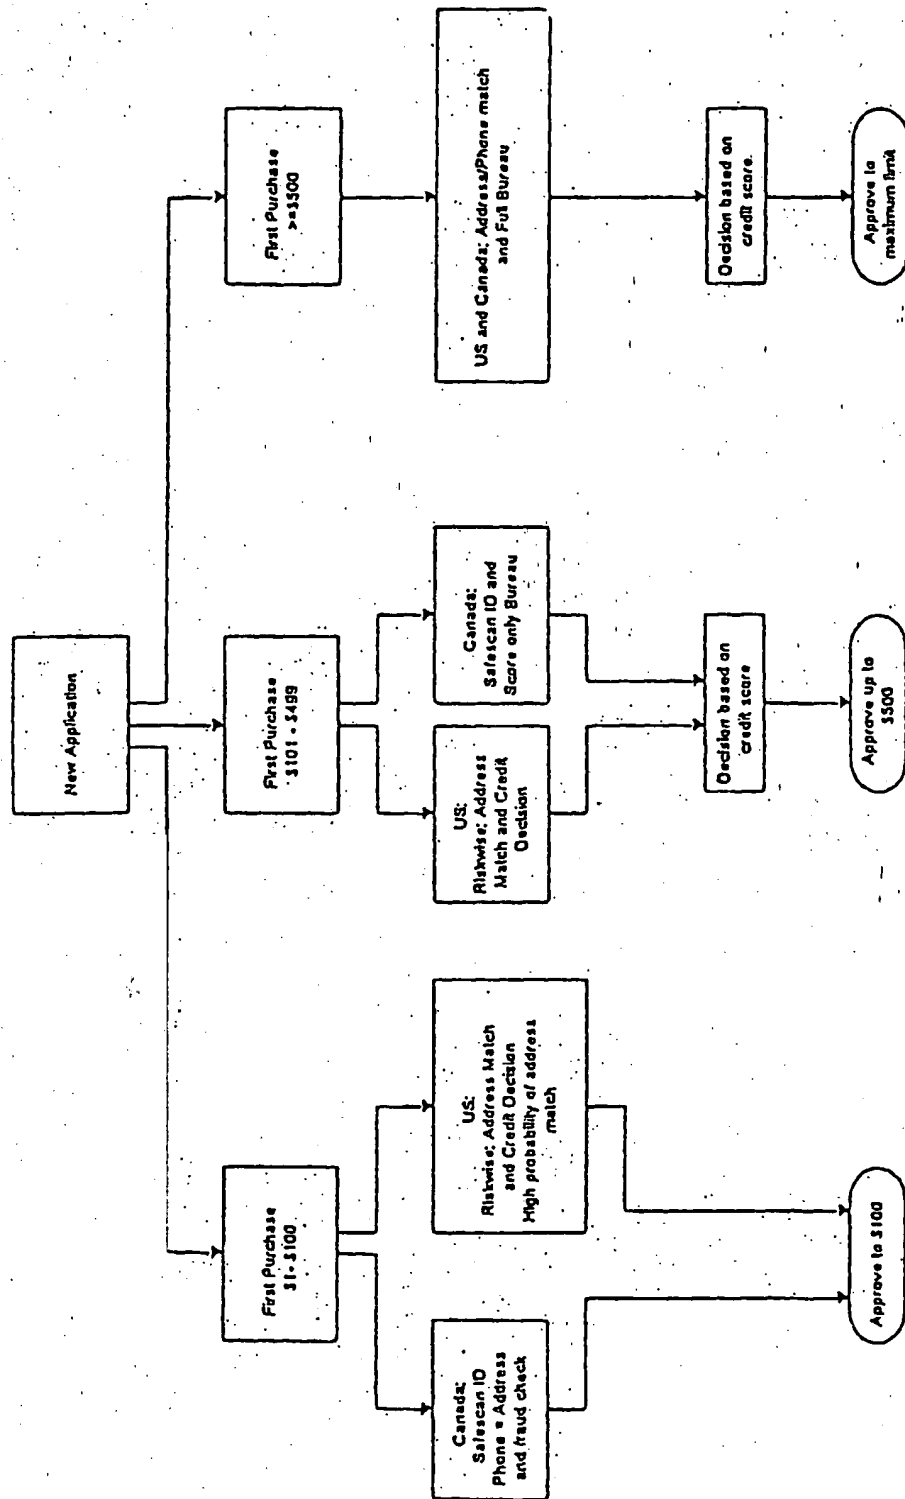 New Application
First Purchase
$1 - $100
First Purchase
$101 - $499
First Purchase
>=$500
Canada:
Safescan ID
Phone = Address
and fraud check
US:
Riskwise: Address Match
and Credit Decision
High probability of address
match
US:
Riskwise: Address
Match and Credit
Decision
Canada:
Safescan ID and
Score only Bureau
US and Canada: Address/Phone match
and Full Bureau
Decision based on
credit score
Decision based on
credit score.
Approve to $100
Approve up to
$500
Approve to
maximum limit